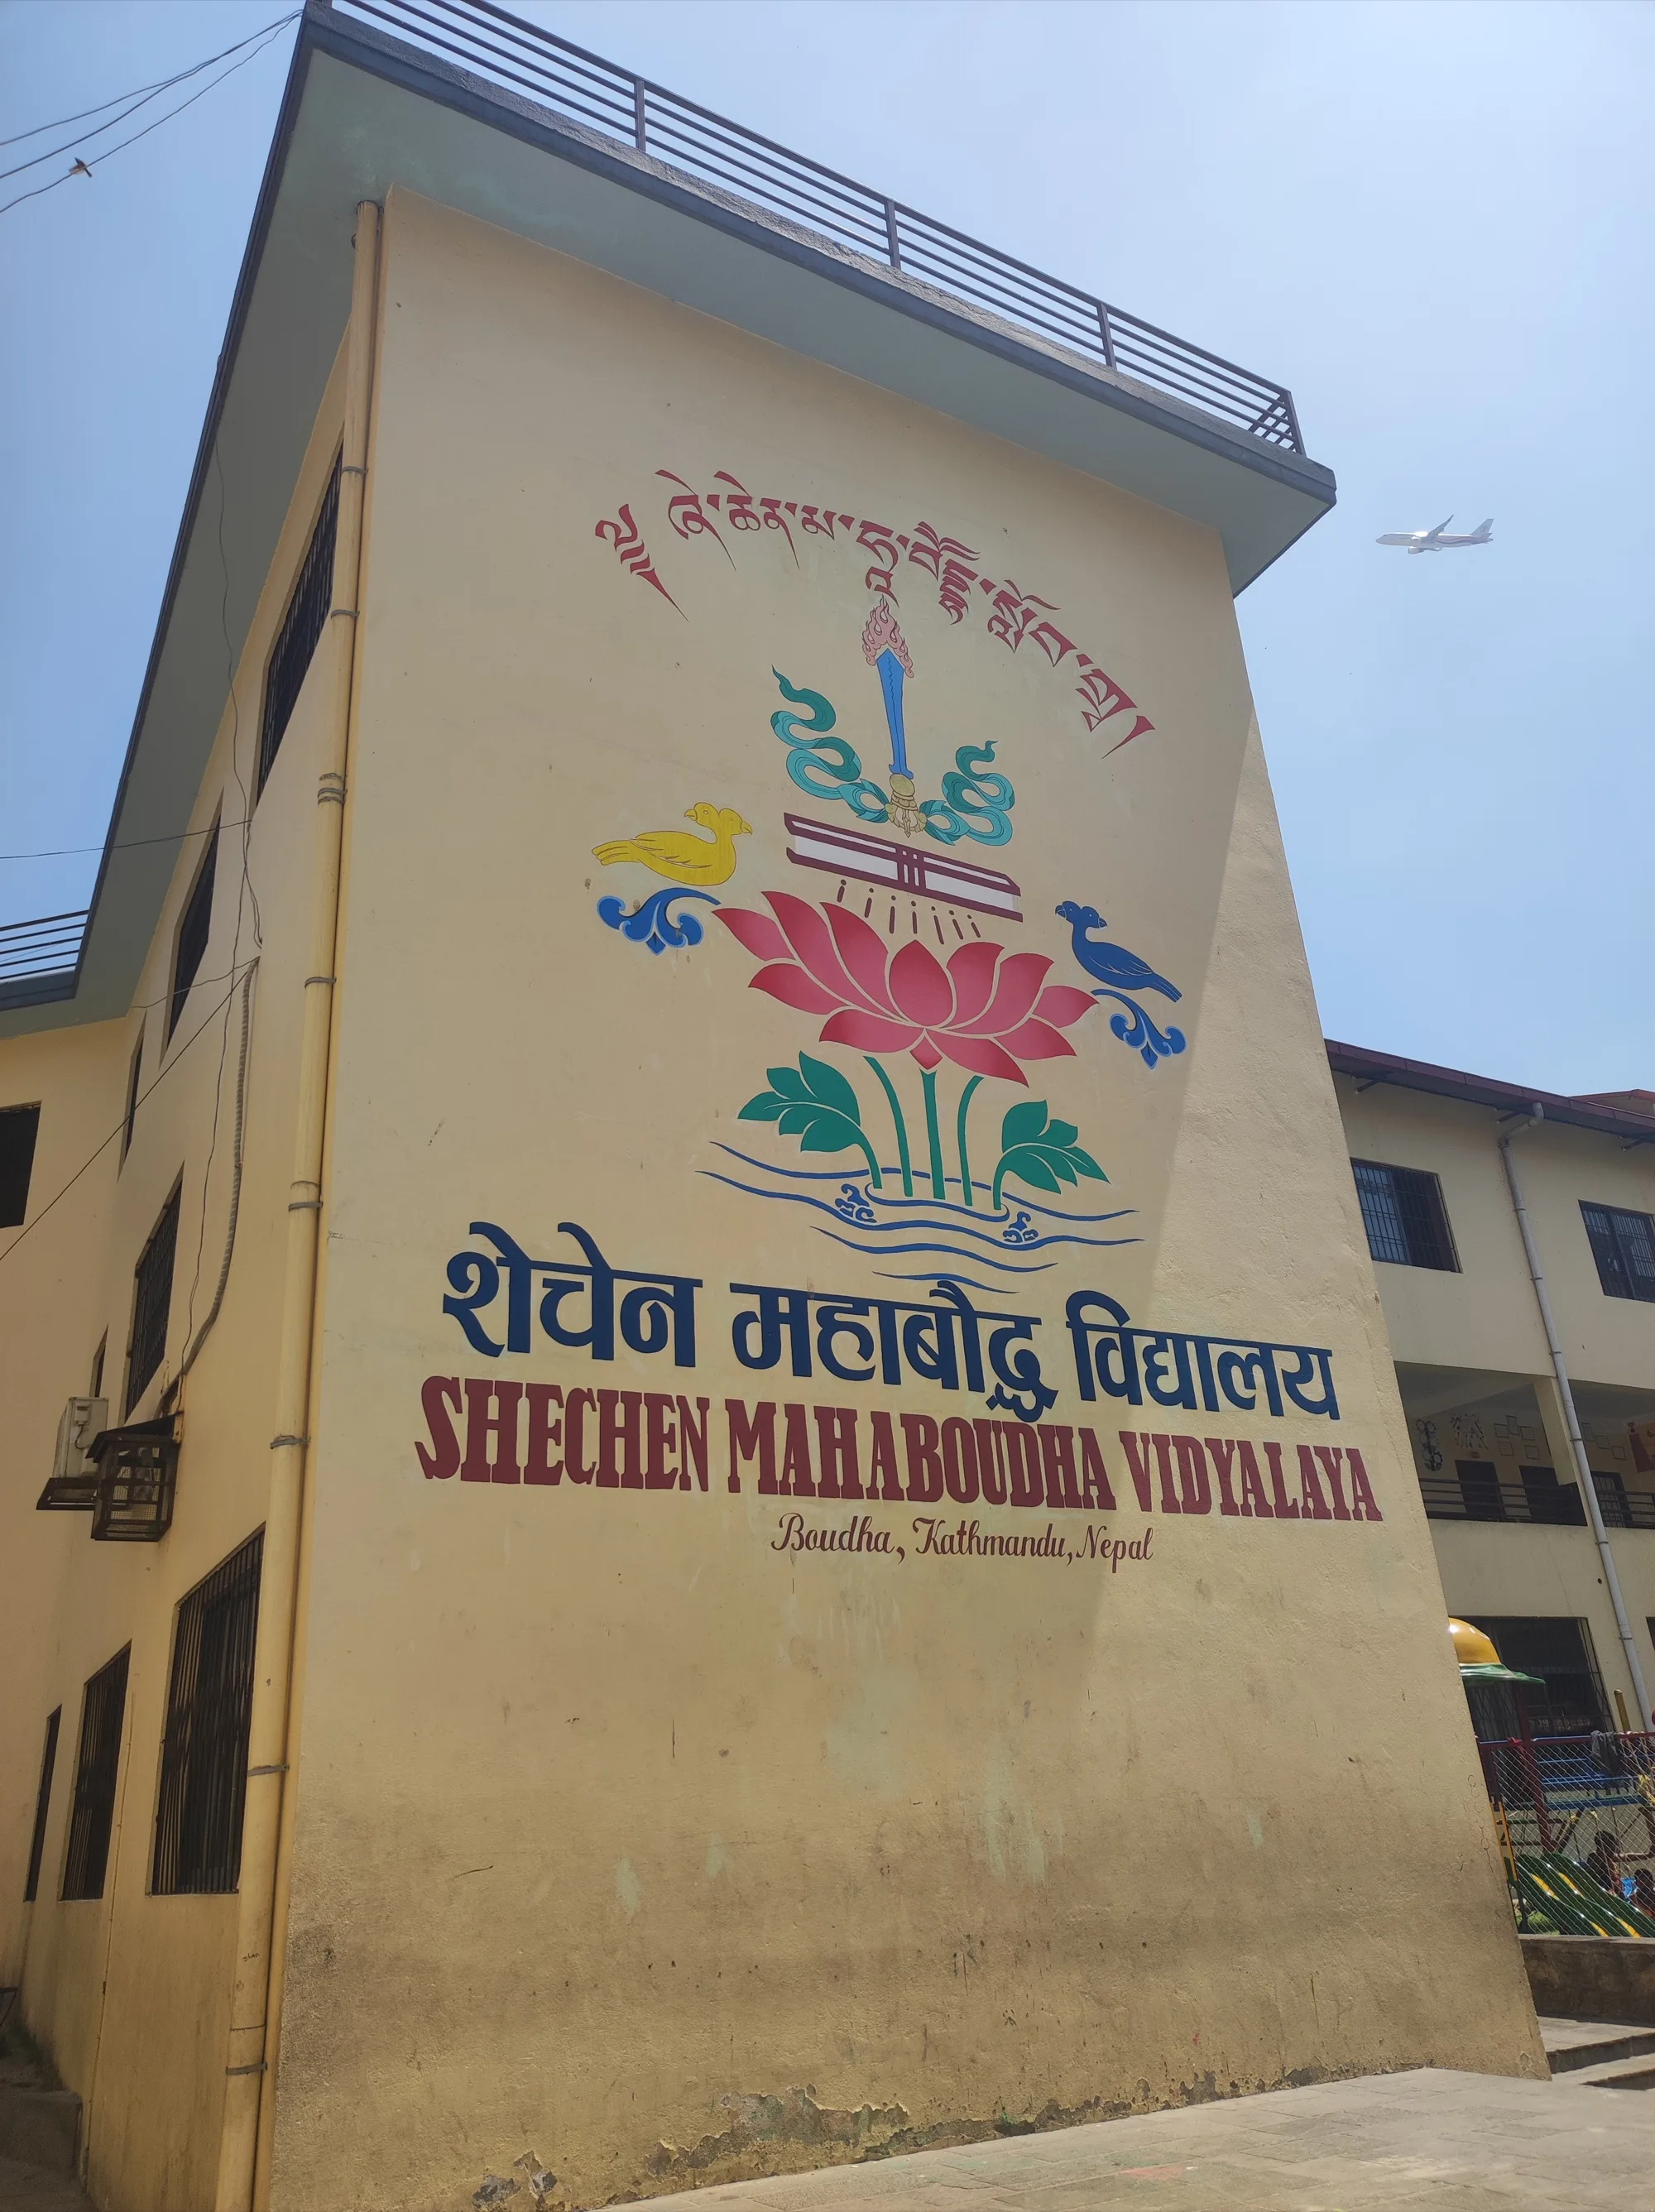 ༄། ཞེ་ཆེན་མ་ཧཱ་བཽདྡྷ་སློབ་གྲྭ།
शेचेन महाबौद्ध विद्यालय
SHECHEN MAHABOUDHA VIDYALAYA
Boudha, Kathmandu, Nepal